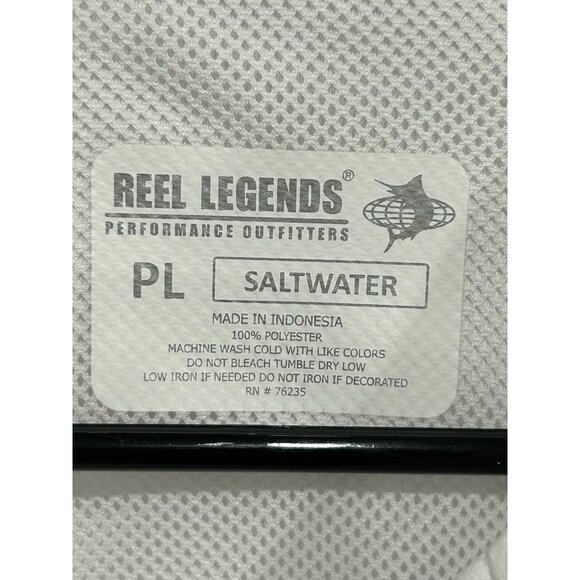 REEL LEGENDS®
PERFORMANCE OUTFITTERS
PL SALTWATER
MADE IN INDONESIA
100% POLYESTER
MACHINE WASH COLD WITH LIKE COLORS
DO NOT BLEACH TUMBLE DRY LOW
LOW IRON IF NEEDED DO NOT IRON IF DECORATED
RN # 76235